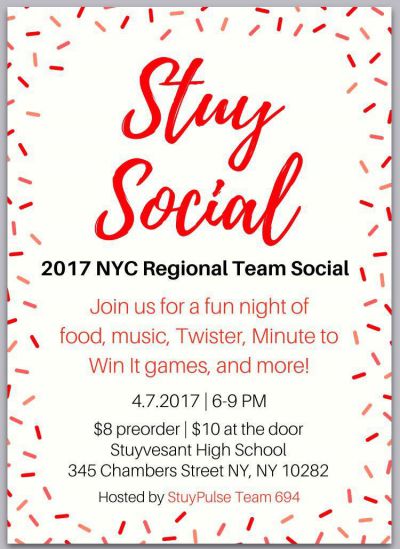 Stuy
Social
2017 NYC Regional Team Social
Join us for a fun night of
food, music, Twister, Minute to
Win It games, and more!
4.7.2017 | 6-9 PM
$8 preorder | $10 at the door
Stuyvesant High School
345 Chambers Street NY, NY 10282
Hosted by StuyPulse Team 694